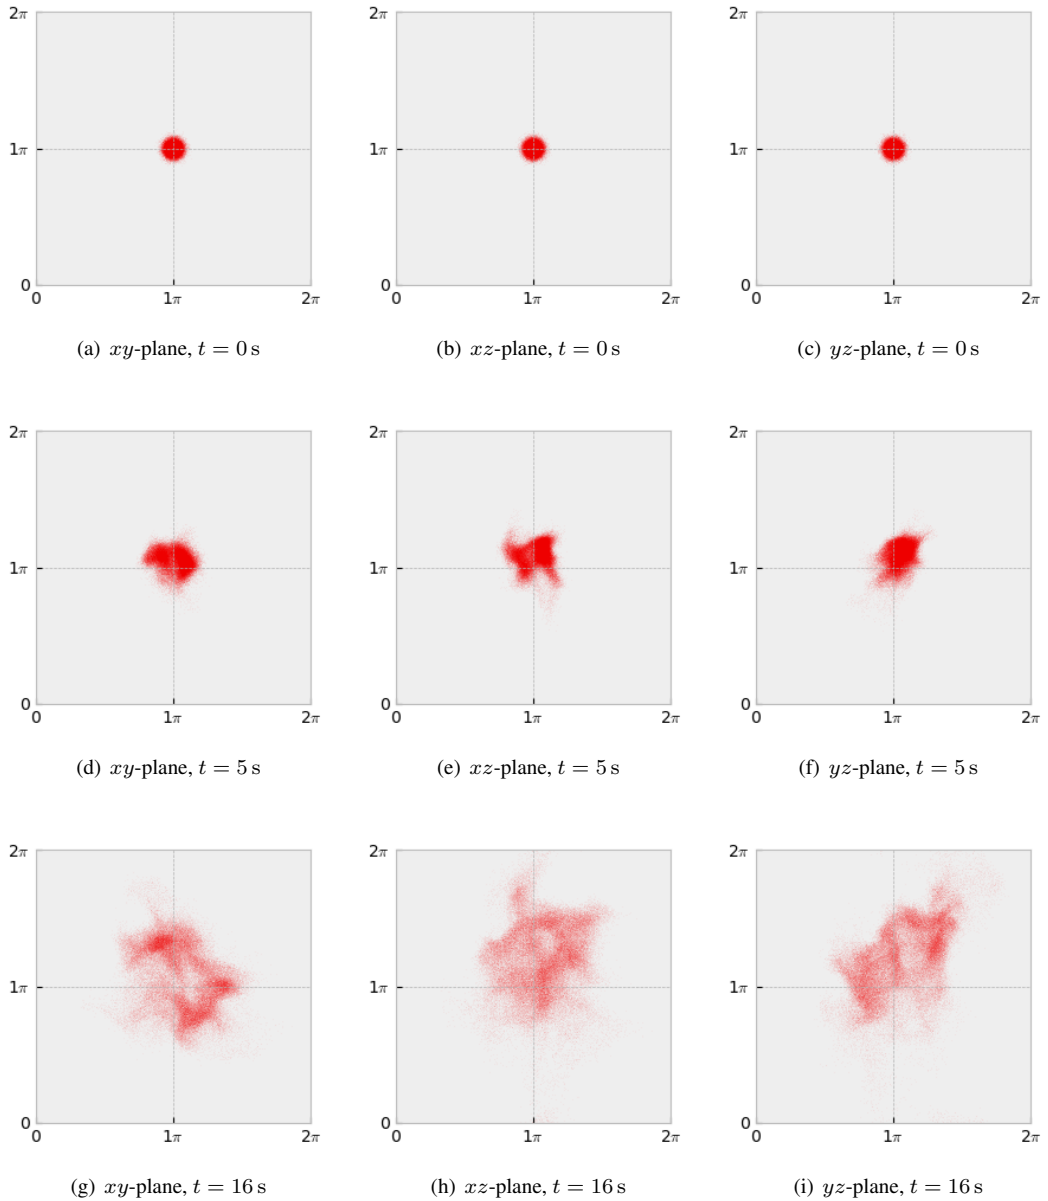 2π 2π 2π
1π 1π 1π
0 0 0
0 1π 2π 0 1π 2π 0 1π 2π
(a) xy-plane, t = 0 s (b) xz-plane, t = 0 s (c) yz-plane, t = 0 s
2π 2π 2π
1π 1π 1π
0 0 0
0 1π 2π 0 1π 2π 0 1π 2π
(d) xy-plane, t = 5 s (e) xz-plane, t = 5 s (f) yz-plane, t = 5 s
2π 2π 2π
1π 1π 1π
0 0 0
0 1π 2π 0 1π 2π 0 1π 2π
(g) xy-plane, t = 16 s (h) xz-plane, t = 16 s (i) yz-plane, t = 16 s